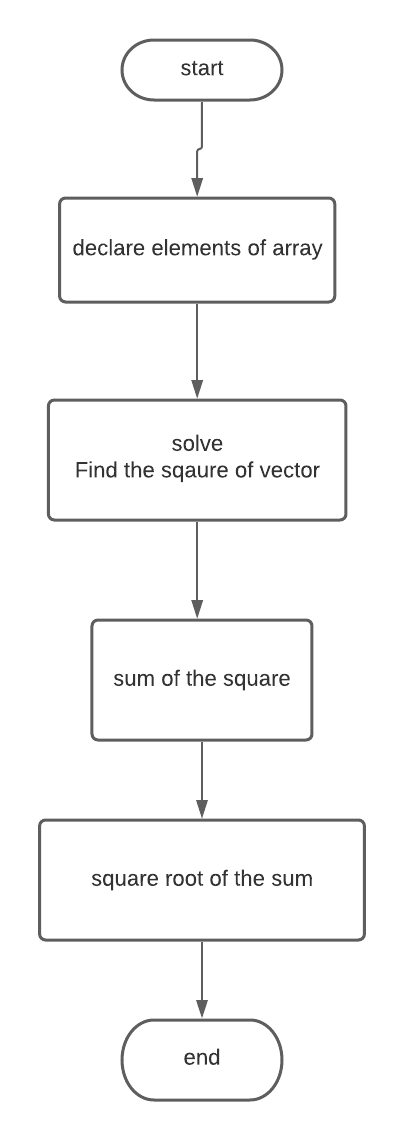 start
declare elements of array
solve
Find the sqaure of vector
sum of the square
square root of the sum
end